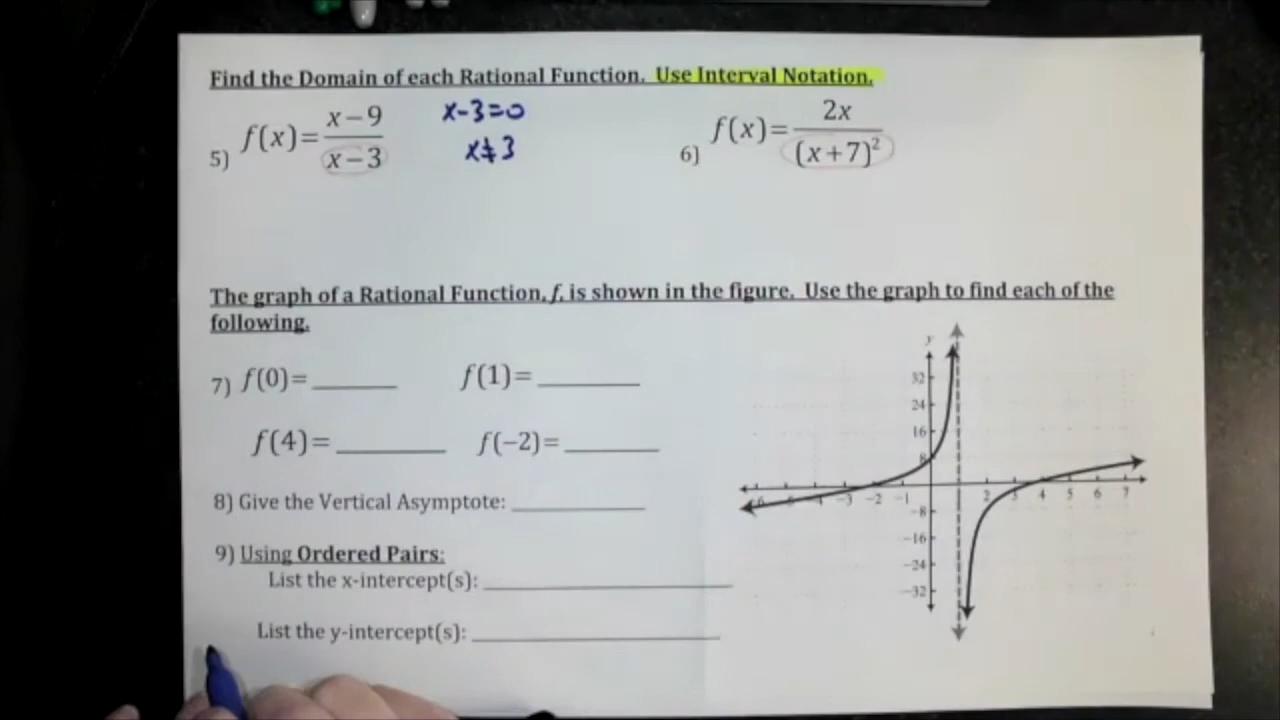 Find the Domain of each Rational Function. Use Interval Notation.
5) f(x)= x−9 / x−3
x-3=0
x≠3
6) f(x)= 2x / (x+7)²
The graph of a Rational Function, f, is shown in the figure. Use the graph to find each of the
following.
7) f(0)= ______ f(1)= ______
f(4)= ______ f(−2)= ______
8) Give the Vertical Asymptote: ______
9) Using Ordered Pairs:
List the x-intercept(s): ______
List the y-intercept(s): ______
y
32
24
16
8
-6 -5 -4 -3 -2 -1 2 3 4 5 6 7
-8
-16
-24
-32